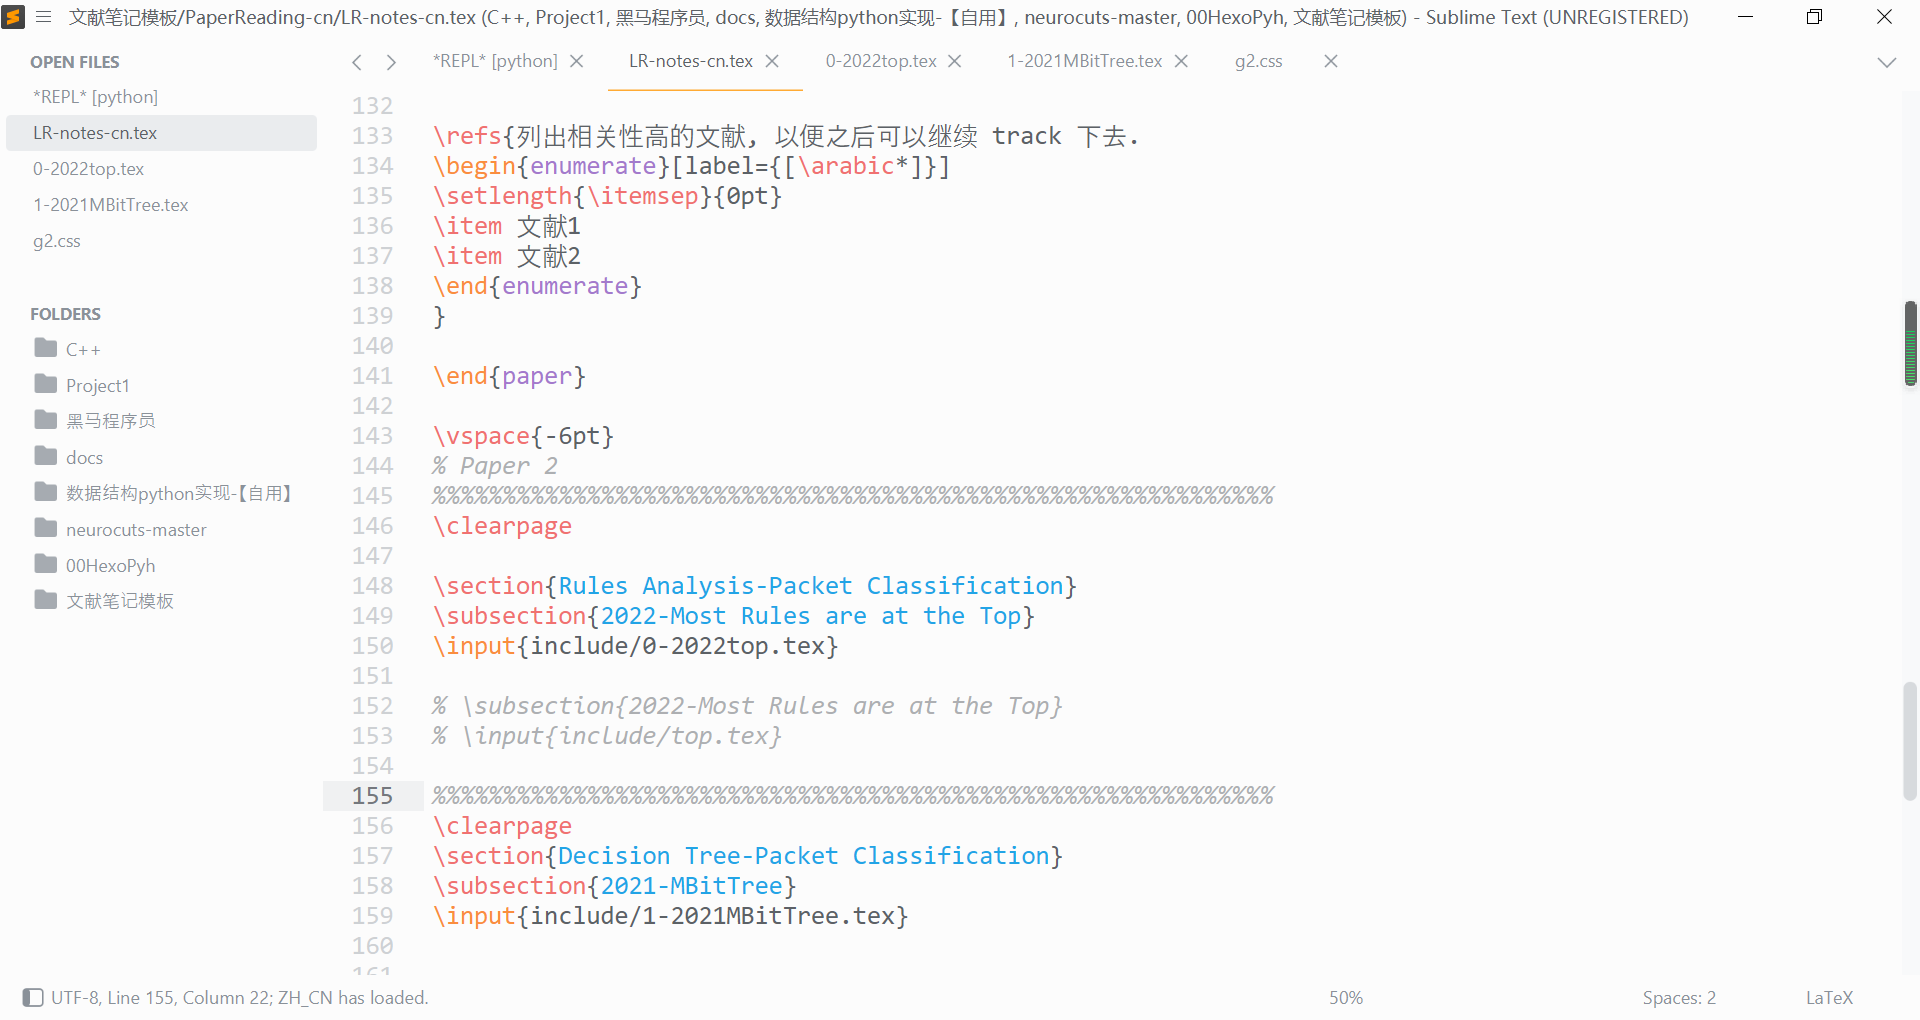 文献笔记模板/PaperReading-cn/LR-notes-cn.tex (C++, Project1, 黑马程序员, docs, 数据结构python实现-【自用】, neurocuts-master, 00HexoPyh, 文献笔记模板) - Sublime Text (UNREGISTERED)
OPEN FILES
*REPL* [python]
LR-notes-cn.tex
0-2022top.tex
1-2021MBitTree.tex
g2.css
FOLDERS
C++
Project1
黑马程序员
docs
数据结构python实现-【自用】
neurocuts-master
00HexoPyh
文献笔记模板
*REPL* [python] LR-notes-cn.tex 0-2022top.tex 1-2021MBitTree.tex g2.css
132
133 \refs{列出相关性高的文献, 以便之后可以继续 track 下去.
134 \begin{enumerate}[label={[\arabic*]}]
135 \setlength{\itemsep}{0pt}
136 \item 文献1
137 \item 文献2
138 \end{enumerate}
139 }
140
141 \end{paper}
142
143 \vspace{-6pt}
144 % Paper 2
145 %%%%%%%%%%%%%%%%%%%%%%%%%%%%%%%%%%%%%%%%%%%%%%%%%%%%%%%%%%%%
146 \clearpage
147
148 \section{Rules Analysis-Packet Classification}
149 \subsection{2022-Most Rules are at the Top}
150 \input{include/0-2022top.tex}
151
152 % \subsection{2022-Most Rules are at the Top}
153 % \input{include/top.tex}
154
155 %%%%%%%%%%%%%%%%%%%%%%%%%%%%%%%%%%%%%%%%%%%%%%%%%%%%%%%%%%%%
156 \clearpage
157 \section{Decision Tree-Packet Classification}
158 \subsection{2021-MBitTree}
159 \input{include/1-2021MBitTree.tex}
160
161
UTF-8, Line 155, Column 22; ZH_CN has loaded. 50% Spaces: 2 LaTeX